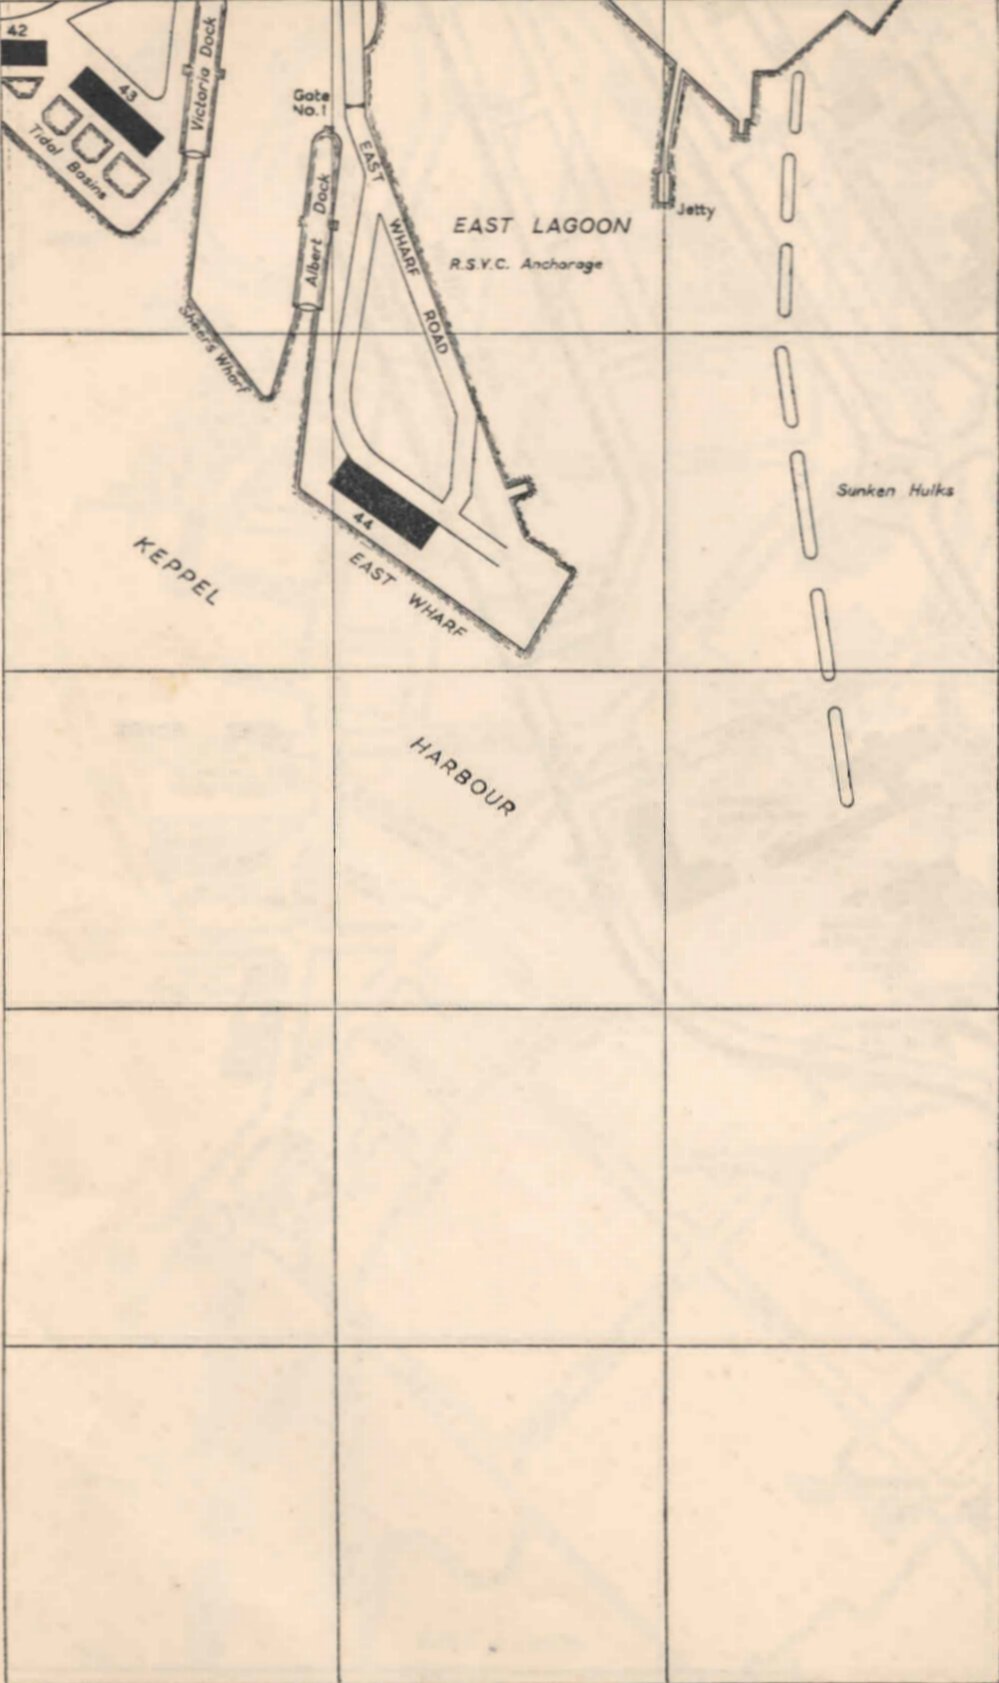 42
43
Victoria Dock
Tidal Basins
Gate
No.1
Albert Dock
EAST WHARF ROAD
EAST LAGOON
R.S.Y.C. Anchorage
Jetty
Sheers Wharf
Sunken Hulks
44
EAST WHARF
KEPPEL
HARBOUR